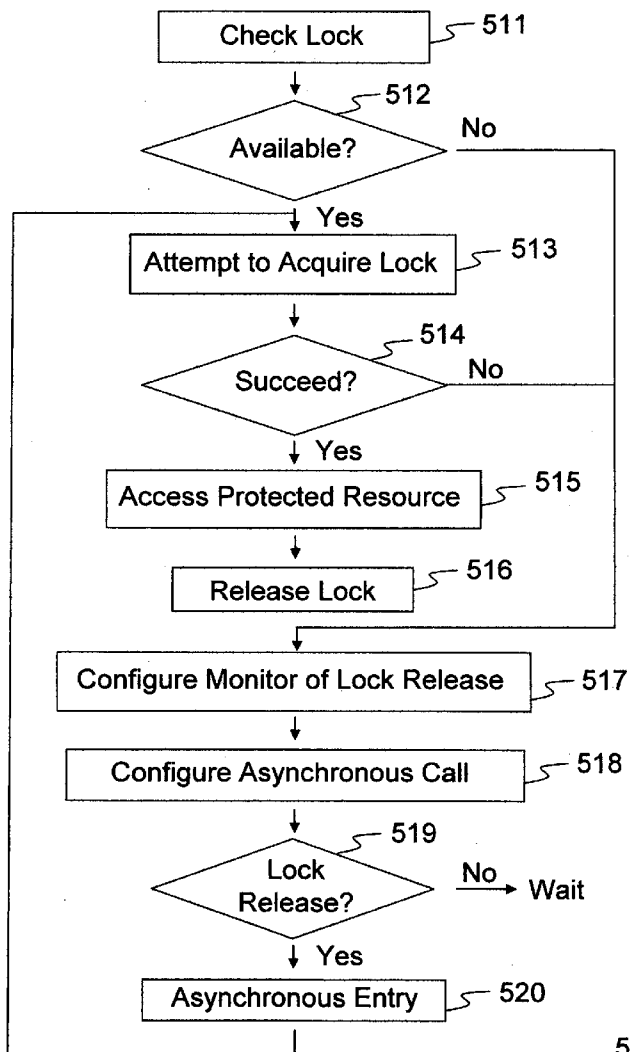 Check Lock
511
512
Available?
No
Yes
Attempt to Acquire Lock
513
514
Succeed?
No
Yes
Access Protected Resource
515
Release Lock
516
Configure Monitor of Lock Release
517
Configure Asynchronous Call
518
519
Lock
Release?
No
Wait
Yes
Asynchronous Entry
520
5